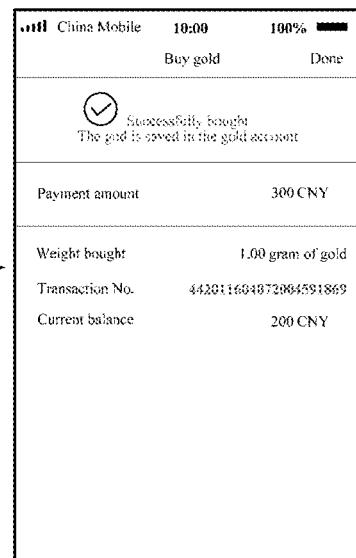 China Mobile 10:00 100%
Buy gold Done
Successfully bought
The gold is saved in the gold account
Payment amount 300 CNY
Weight bought 1.00 gram of gold
Transaction No.
Current balance 200 CNY